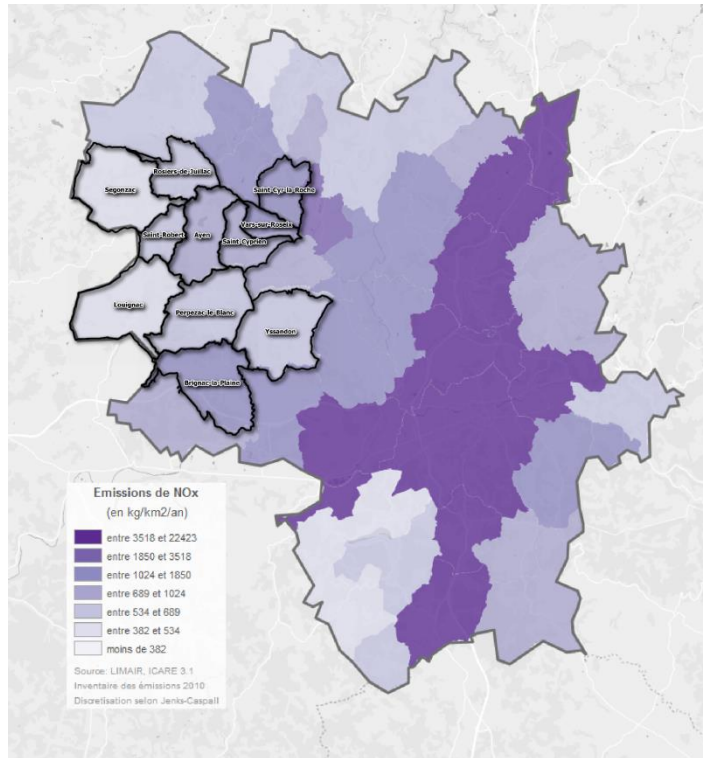 Rosiers-de-Juillac
Segonzac
Saint-Cyr-la-Roche
Vars-sur-Roseix
Saint-Robert
Ayen
Saint-Cyprien
Louignac
Perpezac-le-Blanc
Yssandon
Brignac-la-Plaine
Emissions de NOx
(en kg/km2/an)
entre 3518 et 22423
entre 1850 et 3518
entre 1024 et 1850
entre 689 et 1024
entre 534 et 689
entre 382 et 534
moins de 382
Source: LIMAIR, ICARE 3.1
Inventaire des émissions 2010
Discretisation selon Jenks-Caspall